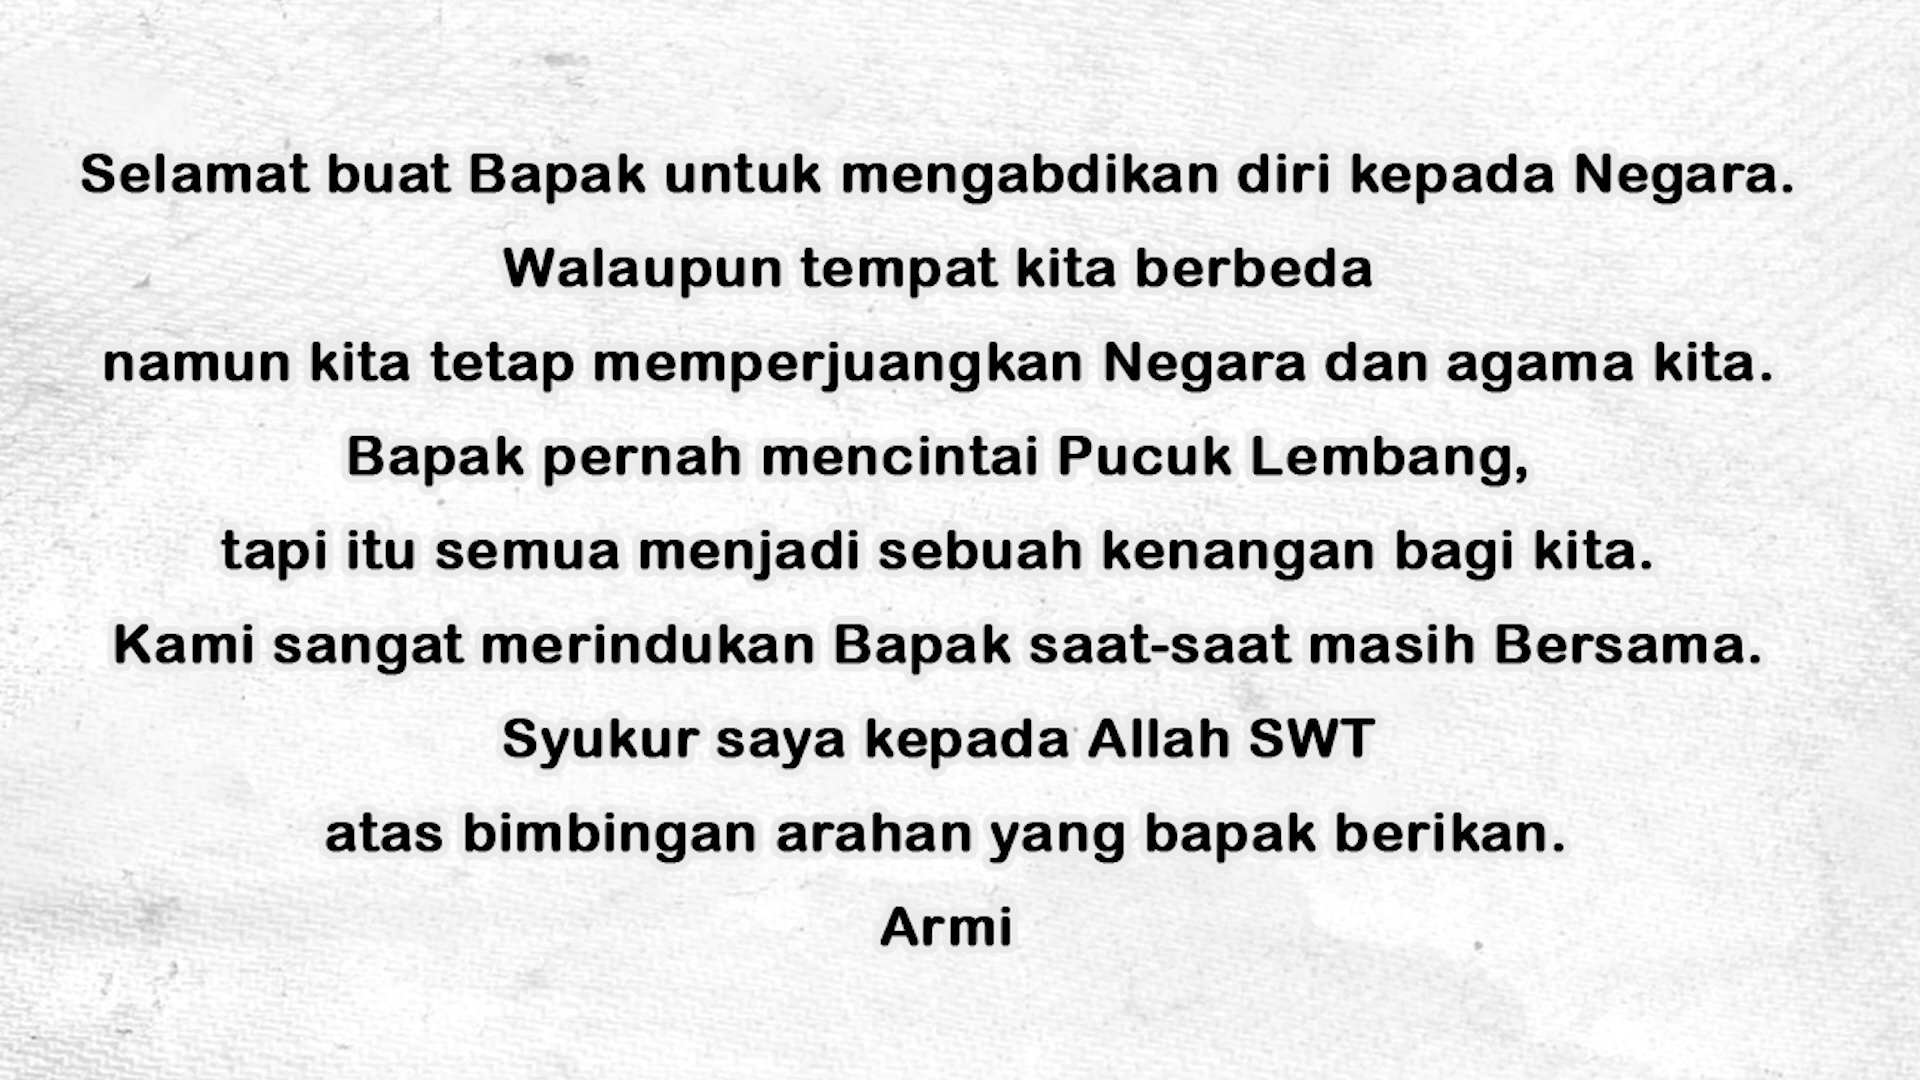 Selamat buat Bapak untuk mengabdikan diri kepada Negara.
Walaupun tempat kita berbeda
namun kita tetap memperjuangkan Negara dan agama kita.
Bapak pernah mencintai Pucuk Lembang,
tapi itu semua menjadi sebuah kenangan bagi kita.
Kami sangat merindukan Bapak saat-saat masih Bersama.
Syukur saya kepada Allah SWT
atas bimbingan arahan yang bapak berikan.
Armi